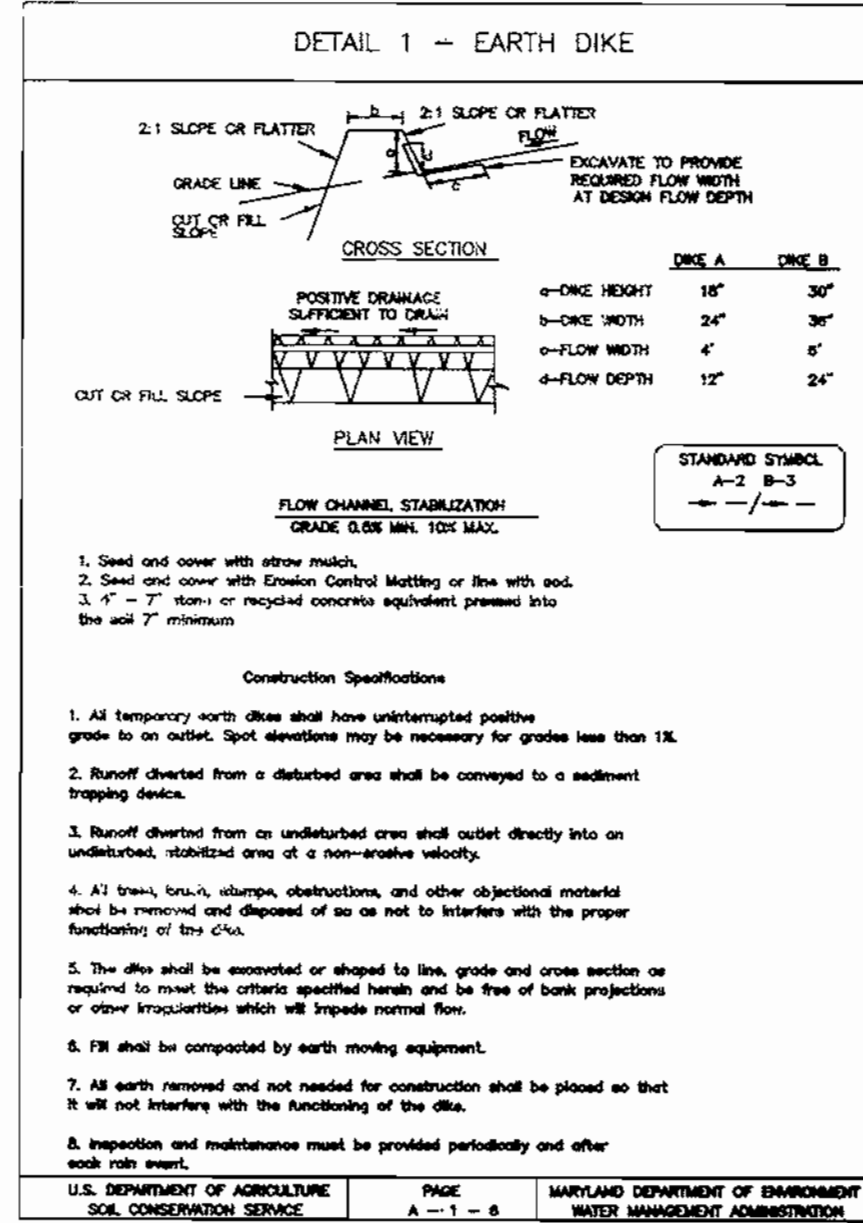 DETAIL 1 — EARTH DIKE
b
2:1 SLOPE OR FLATTER
2:1 SLOPE OR FLATTER
FLOW
a
d
c
GRADE LINE
EXCAVATE TO PROVIDE
REQUIRED FLOW WIDTH
AT DESIGN FLOW DEPTH
CUT OR FILL
SLOPE
CROSS SECTION
DIKE A DIKE B
a—DIKE HEIGHT 18" 30"
b—DIKE WIDTH 24" 36"
c—FLOW WIDTH 4'
d—FLOW DEPTH 12" 24"
POSITIVE DRAINAGE
SUFFICIENT TO DRAIN
CUT OR FILL SLOPE
PLAN VIEW
STANDARD SYMBOL
A—2 B—3
/
FLOW CHANNEL STABILIZATION
GRADE 0.5% MIN. 10% MAX.
1. Seed and cover with straw mulch.
2. Seed and cover with Erosion Control Matting or line with sod.
3. 4" — 7" stone or recycled concrete equivalent pressed into
the soil 7" minimum
Construction Specifications
1. All temporary earth dikes shall have uninterrupted positive
grade to an outlet. Spot elevations may be necessary for grades less than 1%.
2. Runoff diverted from a disturbed area shall be conveyed to a sediment
trapping device.
3. Runoff diverted from an undisturbed area shall outlet directly into an
undisturbed, stabilized area at a non—erosive velocity.
4. All trees, brush, stumps, obstructions, and other objectional material
shall be removed and disposed of so as not to interfere with the proper
functioning of the dike.
5. The dike shall be excavated or shaped to line, grade and cross section as
required to meet the criteria specified herein and be free of bank projections
or other irregularities which will impede normal flow.
6. Fill shall be compacted by earth moving equipment.
7. All earth removed and not needed for construction shall be placed so that
it will not interfere with the functioning of the dike.
8. Inspection and maintenance must be provided periodically and after
each rain event.
U.S. DEPARTMENT OF AGRICULTURE
SOIL CONSERVATION SERVICE
PAGE
A — 1 — 6
MARYLAND DEPARTMENT OF ENVIRONMENT
WATER MANAGEMENT ADMINISTRATION